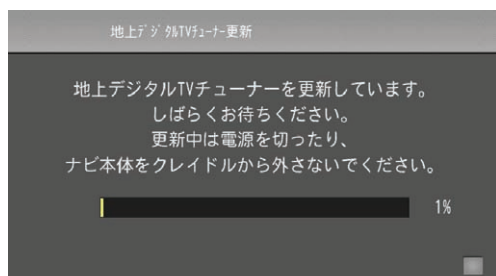 地上ﾃﾞｼﾞﾀﾙTVﾁｭｰﾅｰ更新
地上デジタルTVチューナーを更新しています。
しばらくお待ちください。
更新中は電源を切ったり、
ナビ本体をクレイドルから外さないでください。
1%